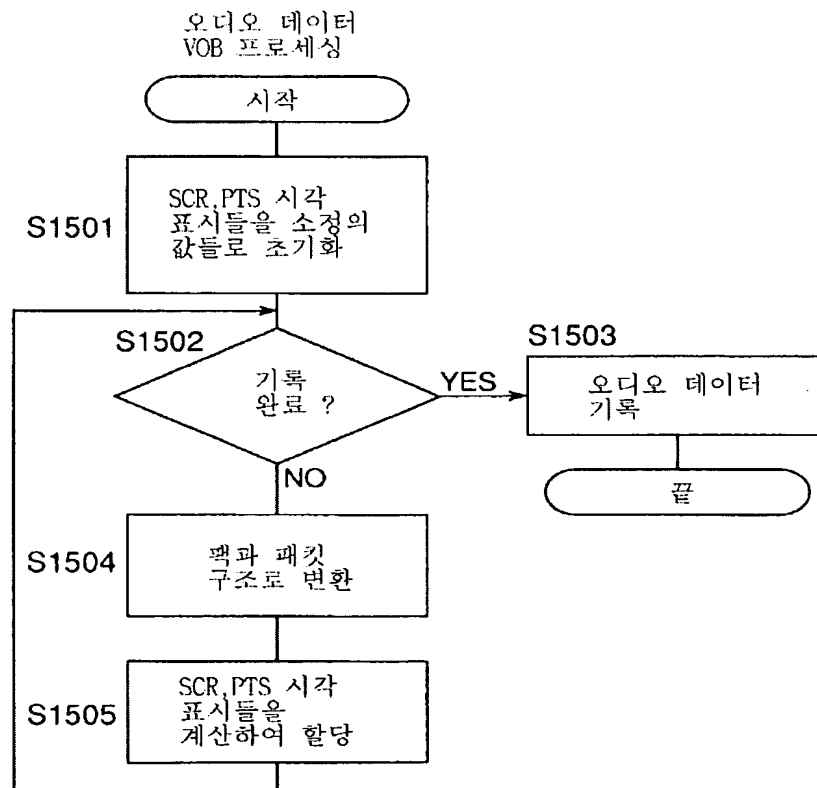 오디오 데이터
VOB 프로세싱
시작
S1501
SCR,PTS 시각
표시들을 소정의
값들로 초기화
S1502
기록
완료 ?
YES
S1503
오디오 데이터
기록
끝
NO
S1504
팩과 패킷
구조로 변환
S1505
SCR,PTS 시각
표시들을
계산하여 할당